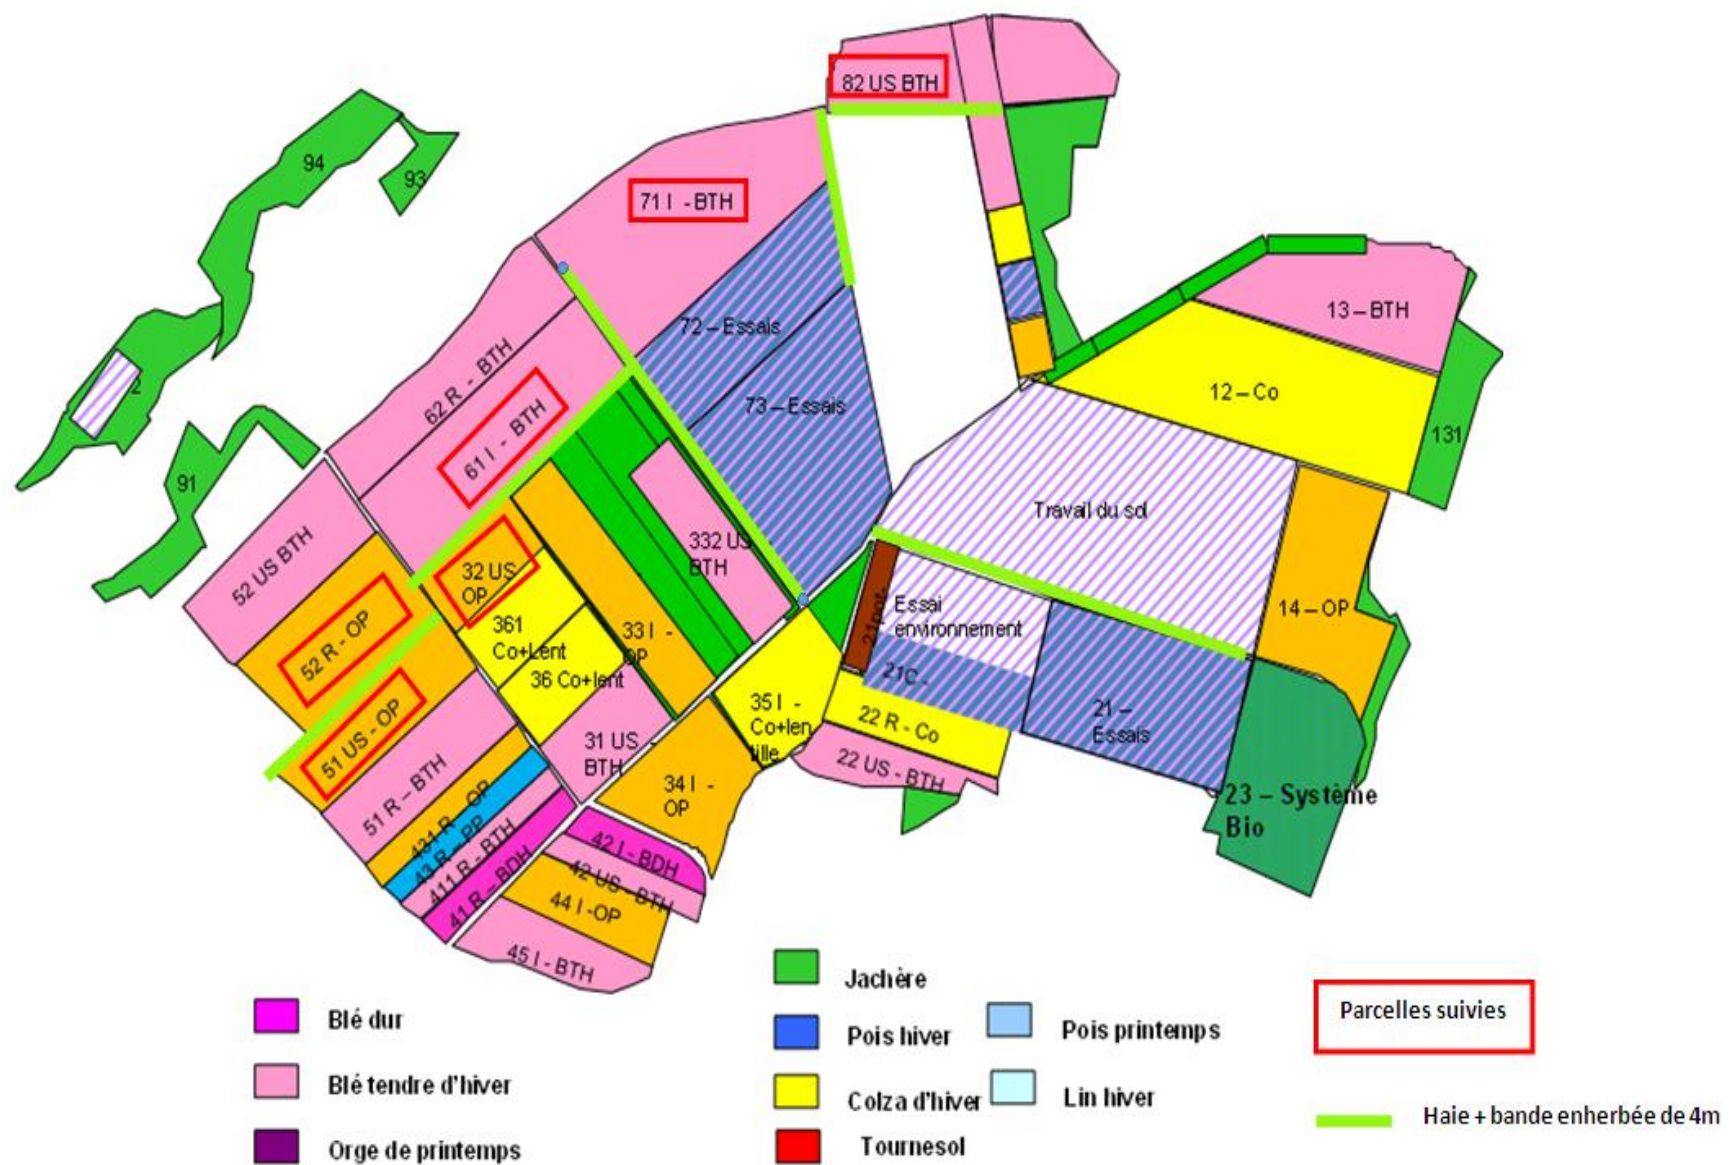 82 US BTH
94
93
71 I - BTH
13 – BTH
72 – Essais
62 R - BTH
12 – Co
2
73 – Essais
61 I - BTH
131
91
Travail du sol
332 US -
BTH
52 US BTH
32 US
OP
Essai
environnement
14 – OP
52 R - OP
361
Co+Lent
33 I -
OP
36 Co+lent
21C -
51 US - OP
35 I -
Co+len
tille
22 R - Co
21 –
Essais
31 US -
BTH
22 US - BTH
51 R – BTH
34 I -
OP
23 – Système
Bio
431 R - OP
43 R – PP
411 R - BTH
41 R – BDH
42 I - BDH
42 US - BTH
44 I -OP
45 I - BTH
Jachère
Blé dur
Pois hiver
Pois printemps
Parcelles suivies
Blé tendre d'hiver
Colza d'hiver
Lin hiver
Haie + bande enherbée de 4m
Orge de printemps
Tournesol